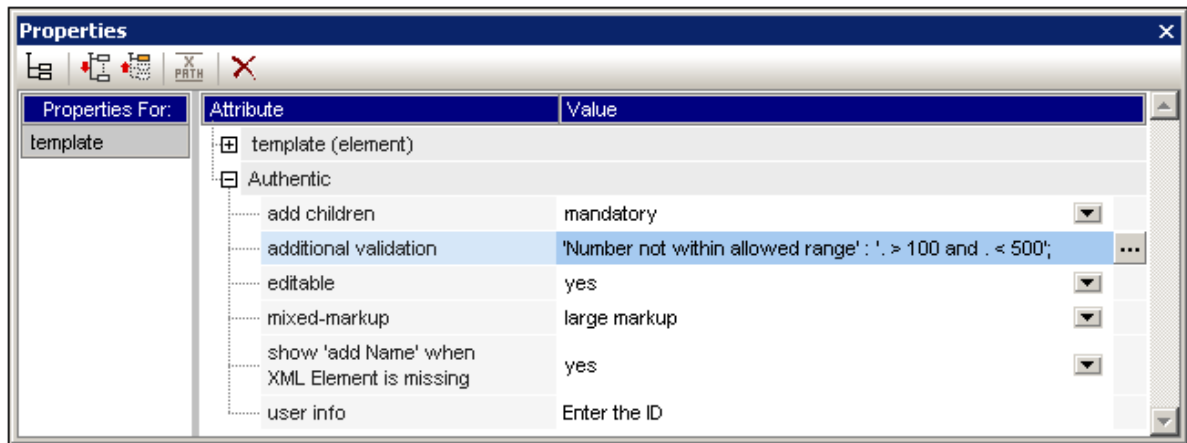 Properties
X
PATH
Properties For:
Attribute
Value
template
template (element)
Authentic
add children
mandatory
additional validation
'Number not within allowed range' : '. > 100 and . < 500';
...
editable
yes
mixed-markup
large markup
show 'add Name' when
XML Element is missing
yes
user info
Enter the ID